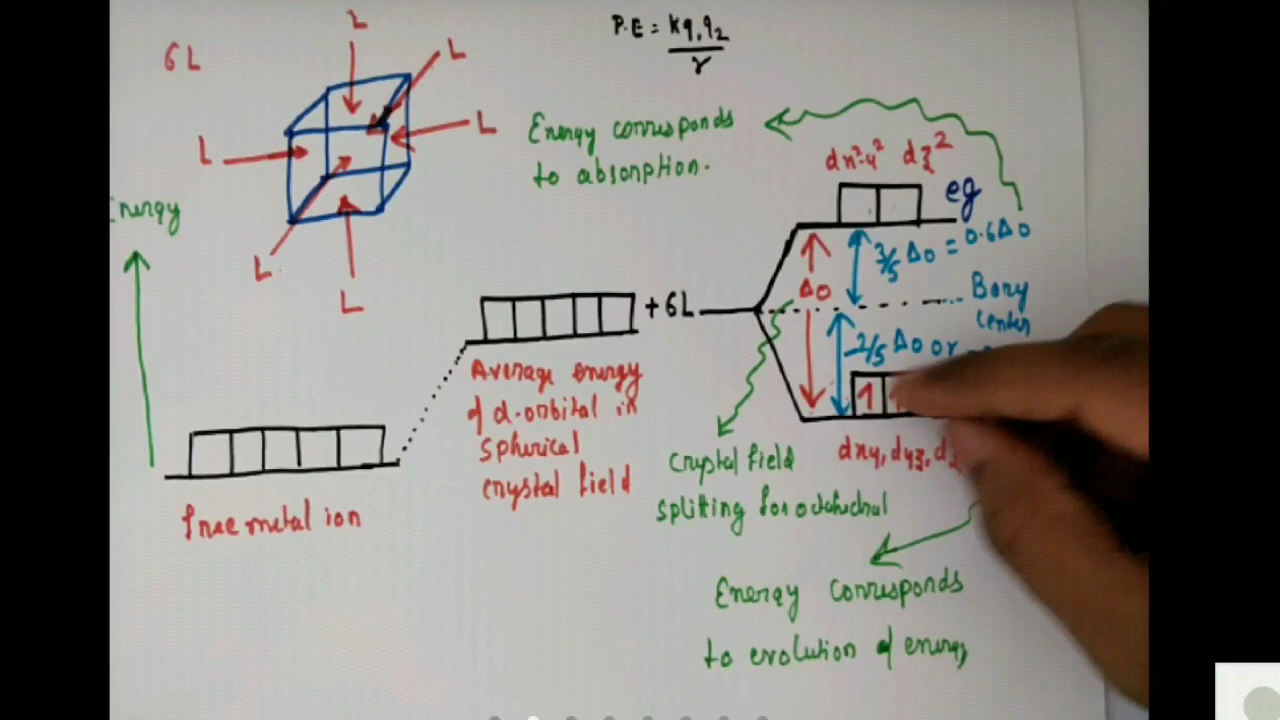 6L
L
L
L
L
L
L
P.E = kq1q2
r
Energy corresponds
to absorption.
dx²-y² dz²
eg
Energy
3/5 Δo = 0.6Δo
Δo
+ 6L
Bary
center
-2/5 Δo or
Average energy
of d-orbital in
spherical
crystal field
1
dxy, dyz,
free metal ion
crystal field
splitting for octahedral
Energy corresponds
to evolution of energy